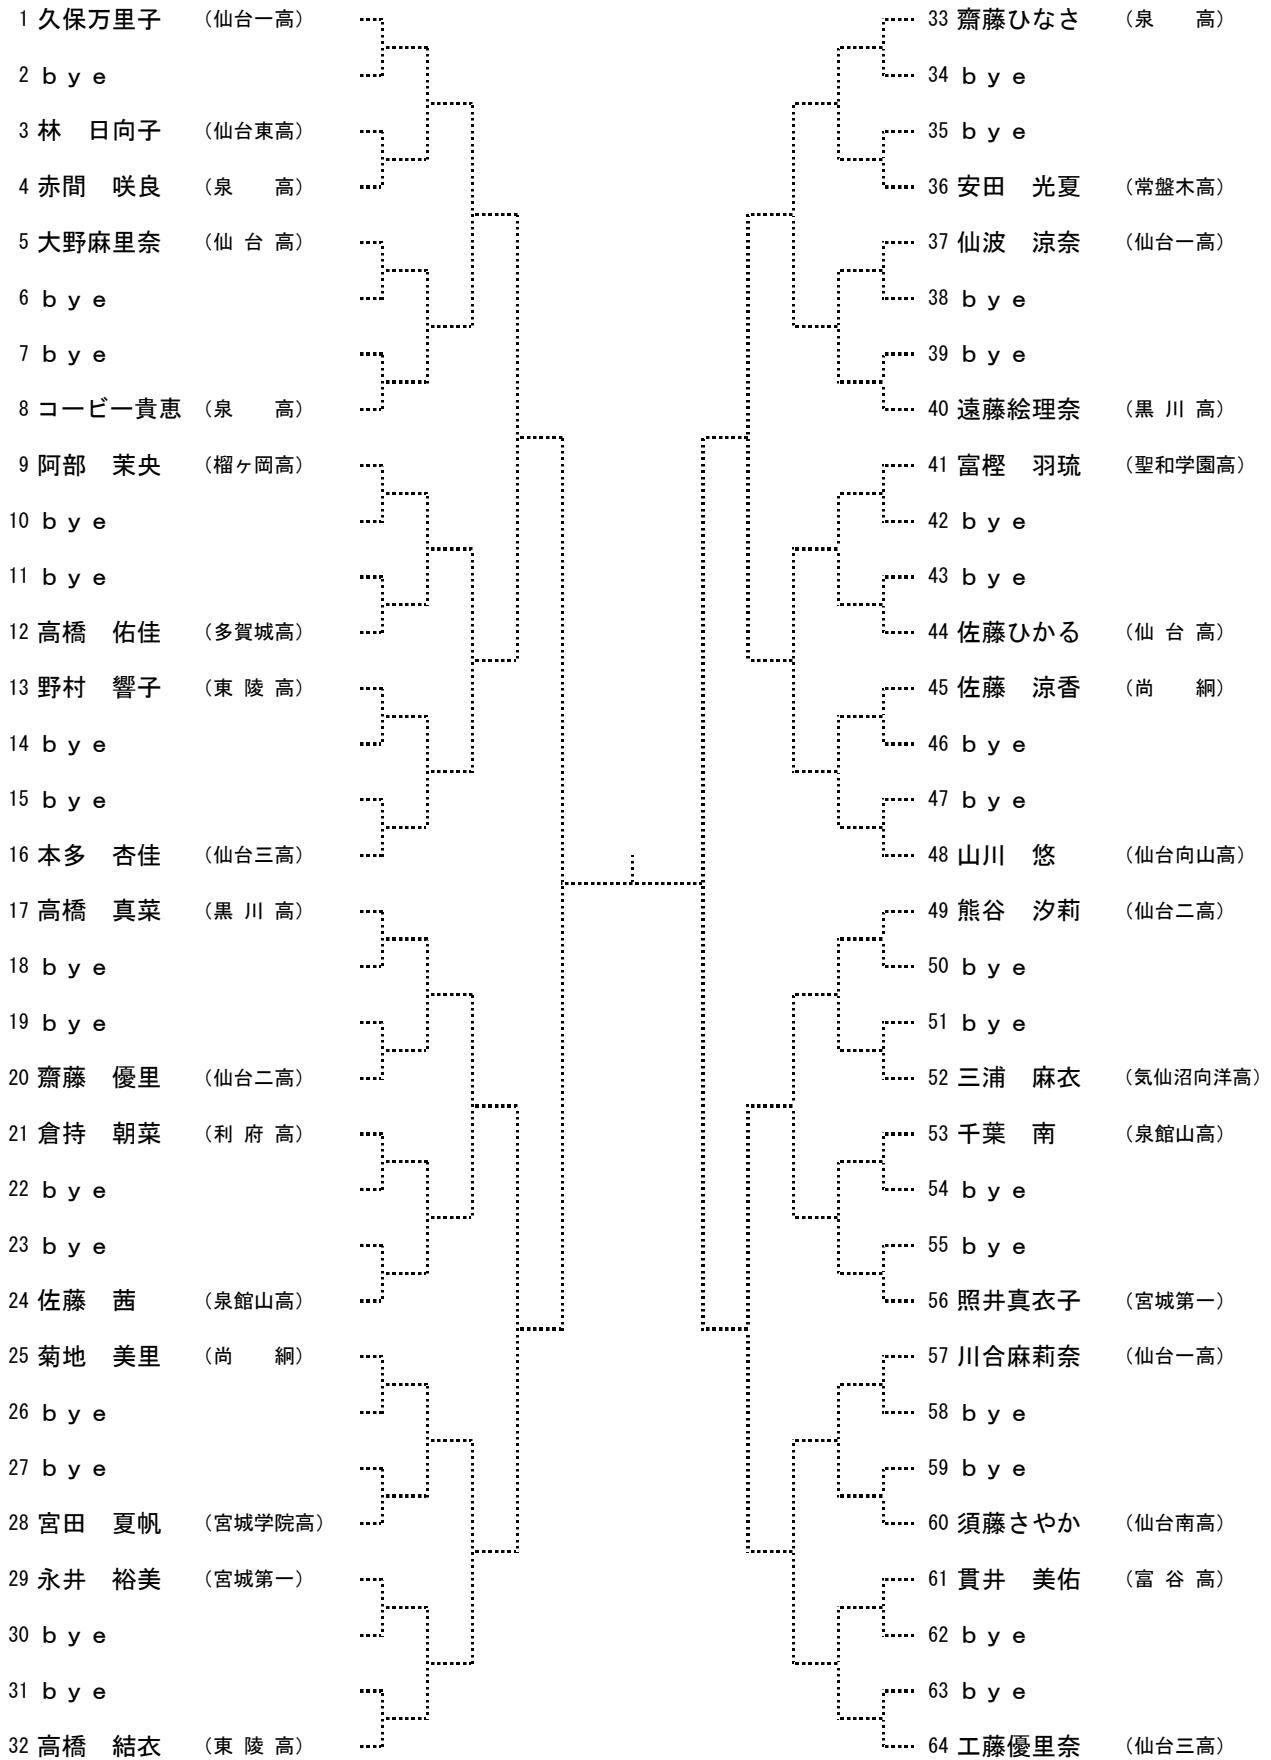 1 久保万里子 （仙台一高）
2 ｂｙｅ
3 林　日向子 （仙台東高）
4 赤間　咲良 （泉　　高）
5 大野麻里奈 （仙 台 高）
6 ｂｙｅ
7 ｂｙｅ
8 コービー貴恵 （泉　　高）
9 阿部　茉央 （榴ヶ岡高）
10 ｂｙｅ
11 ｂｙｅ
12 高橋　佑佳 （多賀城高）
13 野村　響子 （東 陵 高）
14 ｂｙｅ
15 ｂｙｅ
16 本多　杏佳 （仙台三高）
17 高橋　真菜 （黒 川 高）
18 ｂｙｅ
19 ｂｙｅ
20 齋藤　優里 （仙台二高）
21 倉持　朝菜 （利 府 高）
22 ｂｙｅ
23 ｂｙｅ
24 佐藤　茜 （泉館山高）
25 菊地　美里 （尚　　絅）
26 ｂｙｅ
27 ｂｙｅ
28 宮田　夏帆 （宮城学院高）
29 永井　裕美 （宮城第一）
30 ｂｙｅ
31 ｂｙｅ
32 高橋　結衣 （東 陵 高）
33 齋藤ひなさ （泉　　高）
34 ｂｙｅ
35 ｂｙｅ
36 安田　光夏 （常盤木高）
37 仙波　涼奈 （仙台一高）
38 ｂｙｅ
39 ｂｙｅ
40 遠藤絵理奈 （黒 川 高）
41 富樫　羽琉 （聖和学園高）
42 ｂｙｅ
43 ｂｙｅ
44 佐藤ひかる （仙 台 高）
45 佐藤　涼香 （尚　　絅）
46 ｂｙｅ
47 ｂｙｅ
48 山川　悠 （仙台向山高）
49 熊谷　汐莉 （仙台二高）
50 ｂｙｅ
51 ｂｙｅ
52 三浦　麻衣 （気仙沼向洋高）
53 千葉　南 （泉館山高）
54 ｂｙｅ
55 ｂｙｅ
56 照井真衣子 （宮城第一）
57 川合麻莉奈 （仙台一高）
58 ｂｙｅ
59 ｂｙｅ
60 須藤さやか （仙台南高）
61 貫井　美佑 （富 谷 高）
62 ｂｙｅ
63 ｂｙｅ
64 工藤優里奈 （仙台三高）